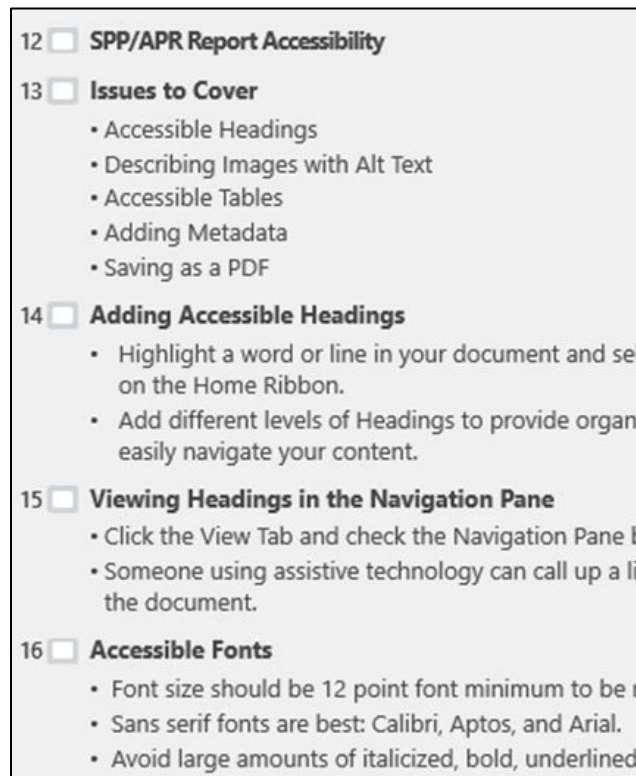 12 SPP/APR Report Accessibility
13 Issues to Cover
• Accessible Headings
• Describing Images with Alt Text
• Accessible Tables
• Adding Metadata
• Saving as a PDF
14 Adding Accessible Headings
• Highlight a word or line in your document and
on the Home Ribbon.
• Add different levels of Headings to provide
easily navigate your content.
15 Viewing Headings in the Navigation Pane
• Click the View Tab and check the Navigation Pane
• Someone using assistive technology can call up a
the document.
16 Accessible Fonts
• Font size should be 12 point font minimum to be
• Sans serif fonts are best: Calibri, Aptos, and Arial.
• Avoid large amounts of italicized, bold, underlined